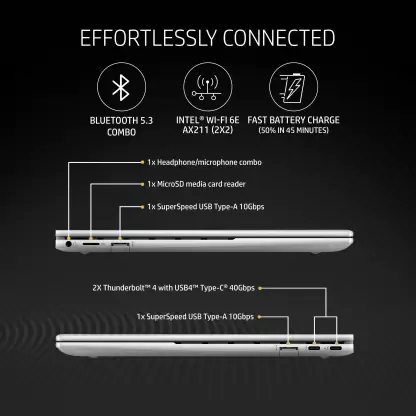 EFFORTLESSLY CONNECTED
BLUETOOTH 5.3
COMBO
INTEL® WI-FI 6E
AX211 (2X2)
FAST BATTERY CHARGE
(50% IN 45 MINUTES)
1x Headphone/microphone combo
1x MicroSD media card reader
1x SuperSpeed USB Type-A 10Gbps
2X Thunderbolt™ 4 with USB4™ Type-C® 40Gbps
1x SuperSpeed USB Type-A 10Gbps